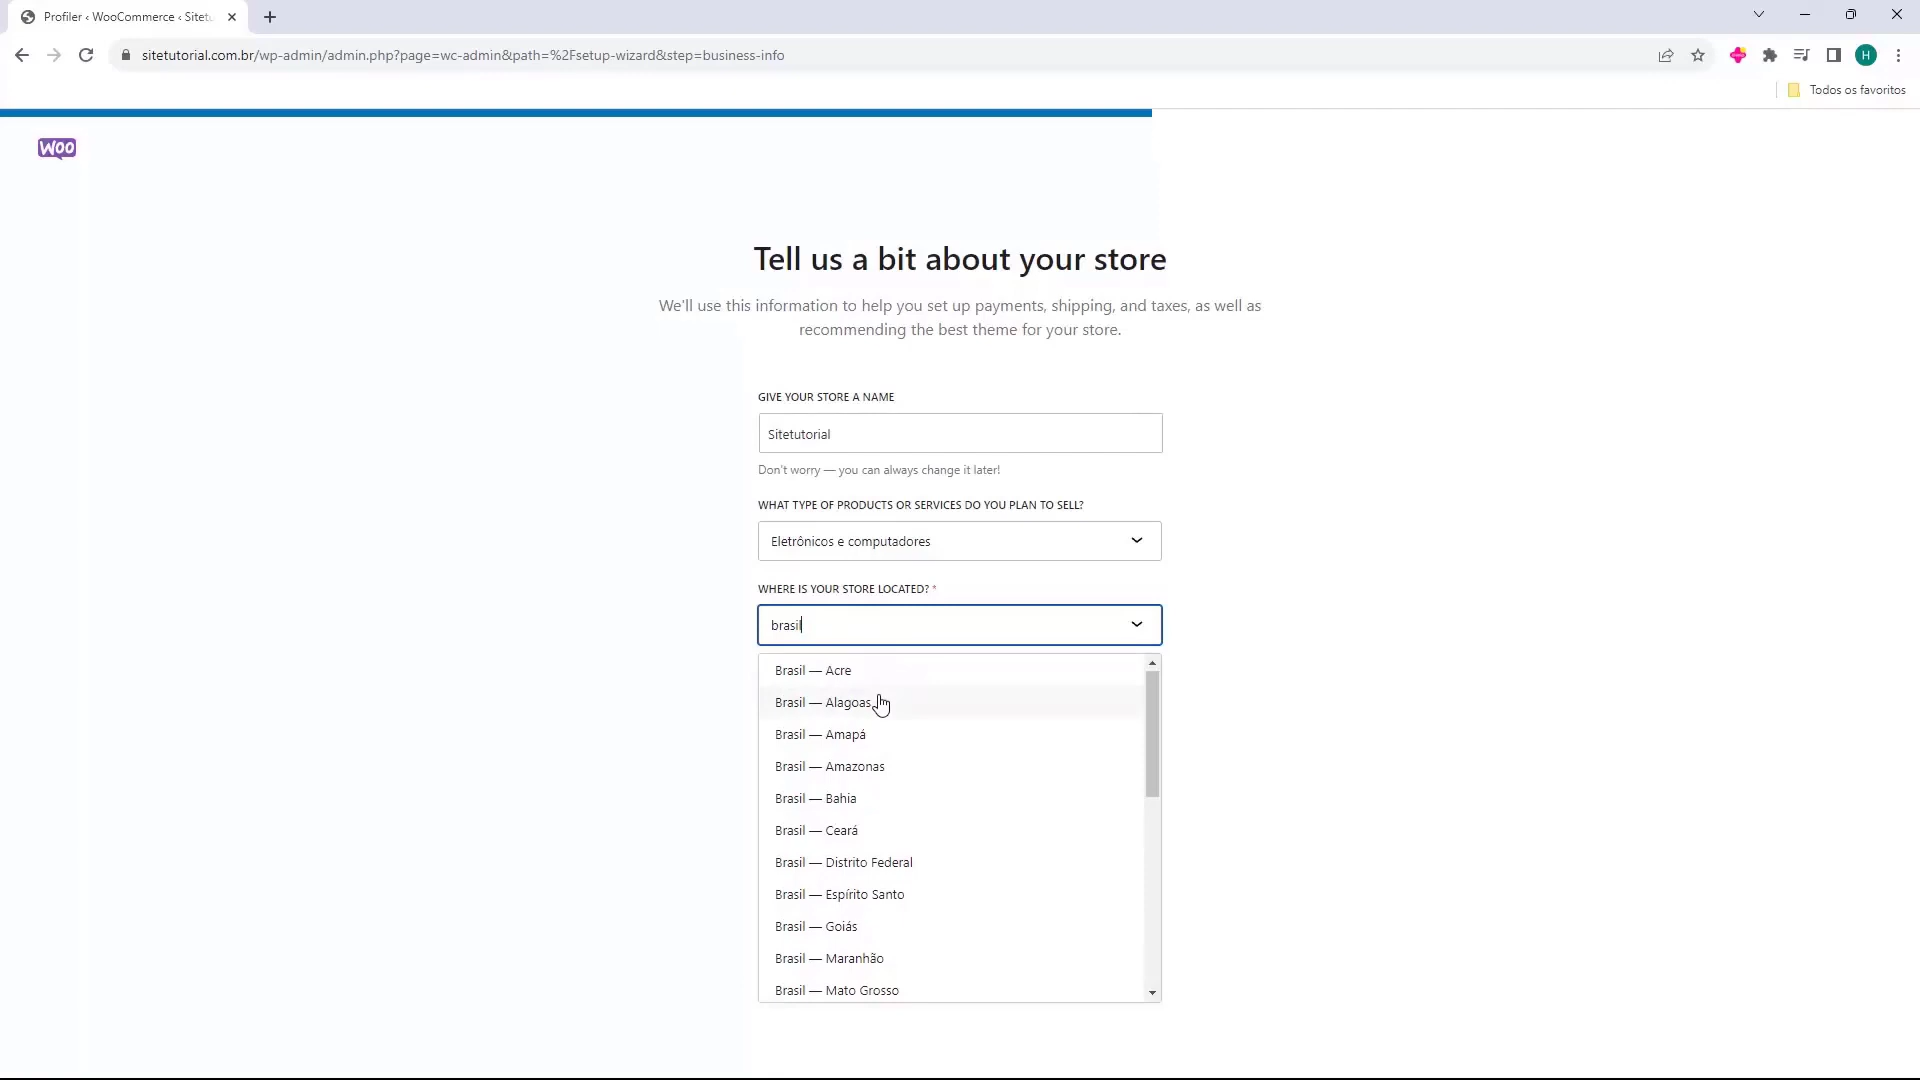 Profiler ‹ WooCommerce ‹ Sitetu
sitetutorial.com.br/wp-admin/admin.php?page=wc-admin&path=%2Fsetup-wizard&step=business-info
H
Todos os favoritos
WOO
Tell us a bit about your store
We'll use this information to help you set up payments, shipping, and taxes, as well as
recommending the best theme for your store.
GIVE YOUR STORE A NAME
Sitetutorial
Don't worry — you can always change it later!
WHAT TYPE OF PRODUCTS OR SERVICES DO YOU PLAN TO SELL?
Eletrônicos e computadores
WHERE IS YOUR STORE LOCATED? *
brasil
Brasil — Acre
Brasil — Alagoas
Brasil — Amapá
Brasil — Amazonas
Brasil — Bahia
Brasil — Ceará
Brasil — Distrito Federal
Brasil — Espírito Santo
Brasil — Goiás
Brasil — Maranhão
Brasil — Mato Grosso